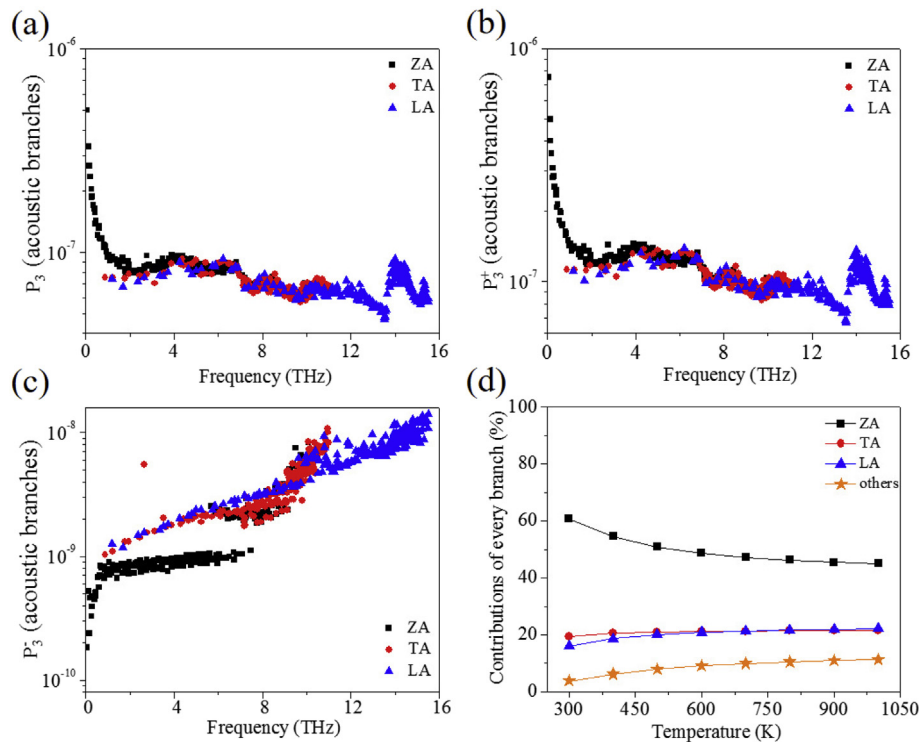 (a)
10^-6
ZA
TA
LA
P3 (acoustic branches)
10^-7
0
4
8
12
16
Frequency (THz)
(b)
10^-6
ZA
TA
LA
P3+ (acoustic branches)
10^-7
0
4
8
12
16
Frequency (THz)
(c)
10^-8
P3- (acoustic branches)
10^-9
10^-10
ZA
TA
LA
0
4
8
12
16
Frequency (THz)
(d)
100
80
60
40
20
0
ZA
TA
LA
others
Contributions of every branch (%)
300
450
600
750
900
1050
Temperature (K)